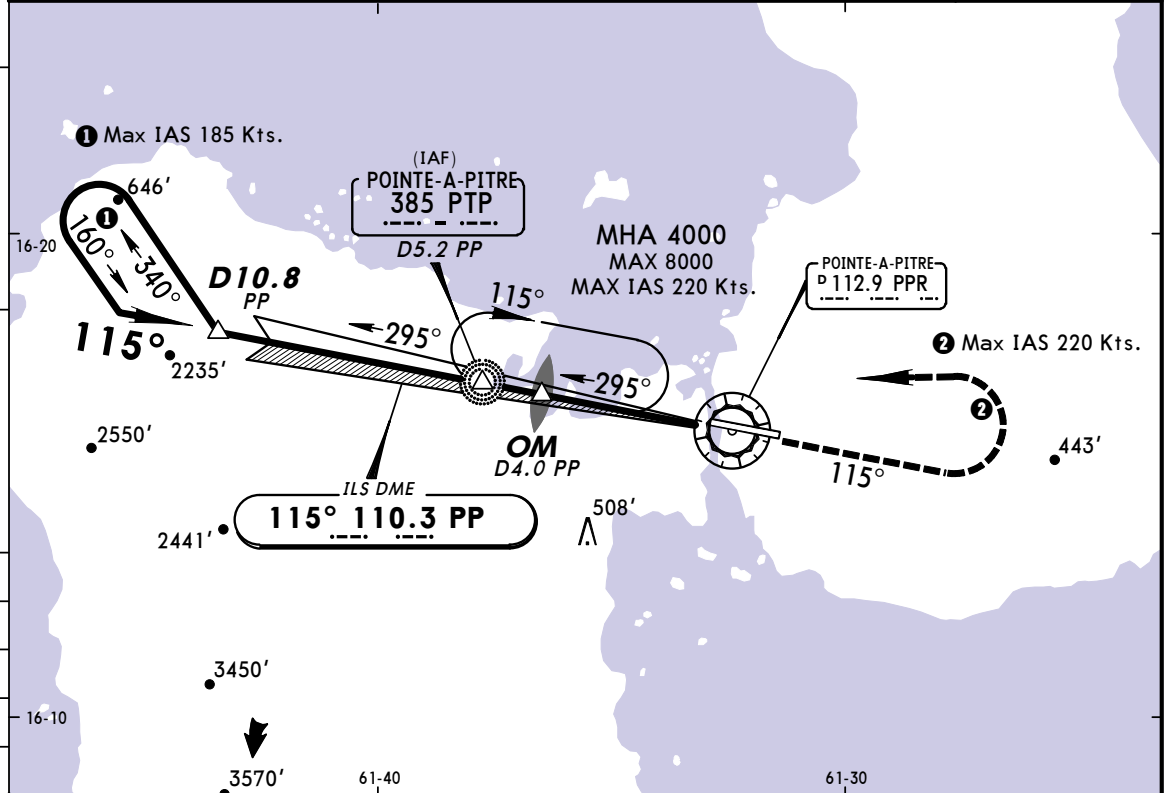 ❶ Max IAS 185 Kts.
646'
❶
160°
340°
115°
16-20
D10.8
PP
2235'
2550'
2441'
(IAF)
POINTE-A-PITRE
385 PTP
D5.2 PP
295°
115°
295°
MHA 4000
MAX 8000
MAX IAS 220 Kts.
POINTE-A-PITRE
D 112.9 PPR
❷ Max IAS 220 Kts.
❷
443'
115°
OM
D4.0 PP
ILS DME
115° 110.3 PP
508'
3450'
16-10
3570'
61-40
61-30